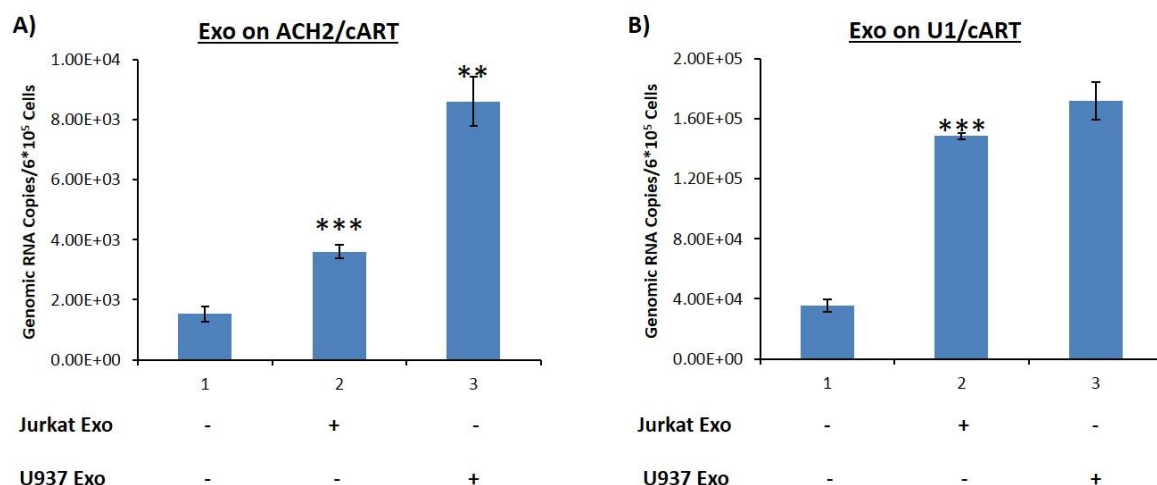 A)
Exo on ACH2/cART
Genomic RNA Copies/6*10⁵ Cells
1.00E+04
8.00E+03
6.00E+03
4.00E+03
2.00E+03
0.00E+00
***
**
1 2 3
Jurkat Exo - + -
U937 Exo - - +
B)
Exo on U1/cART
Genomic RNA Copies/6*10⁵ Cells
2.00E+05
1.60E+05
1.20E+05
8.00E+04
4.00E+04
0.00E+00
***
1 2 3
Jurkat Exo - + -
U937 Exo - - +